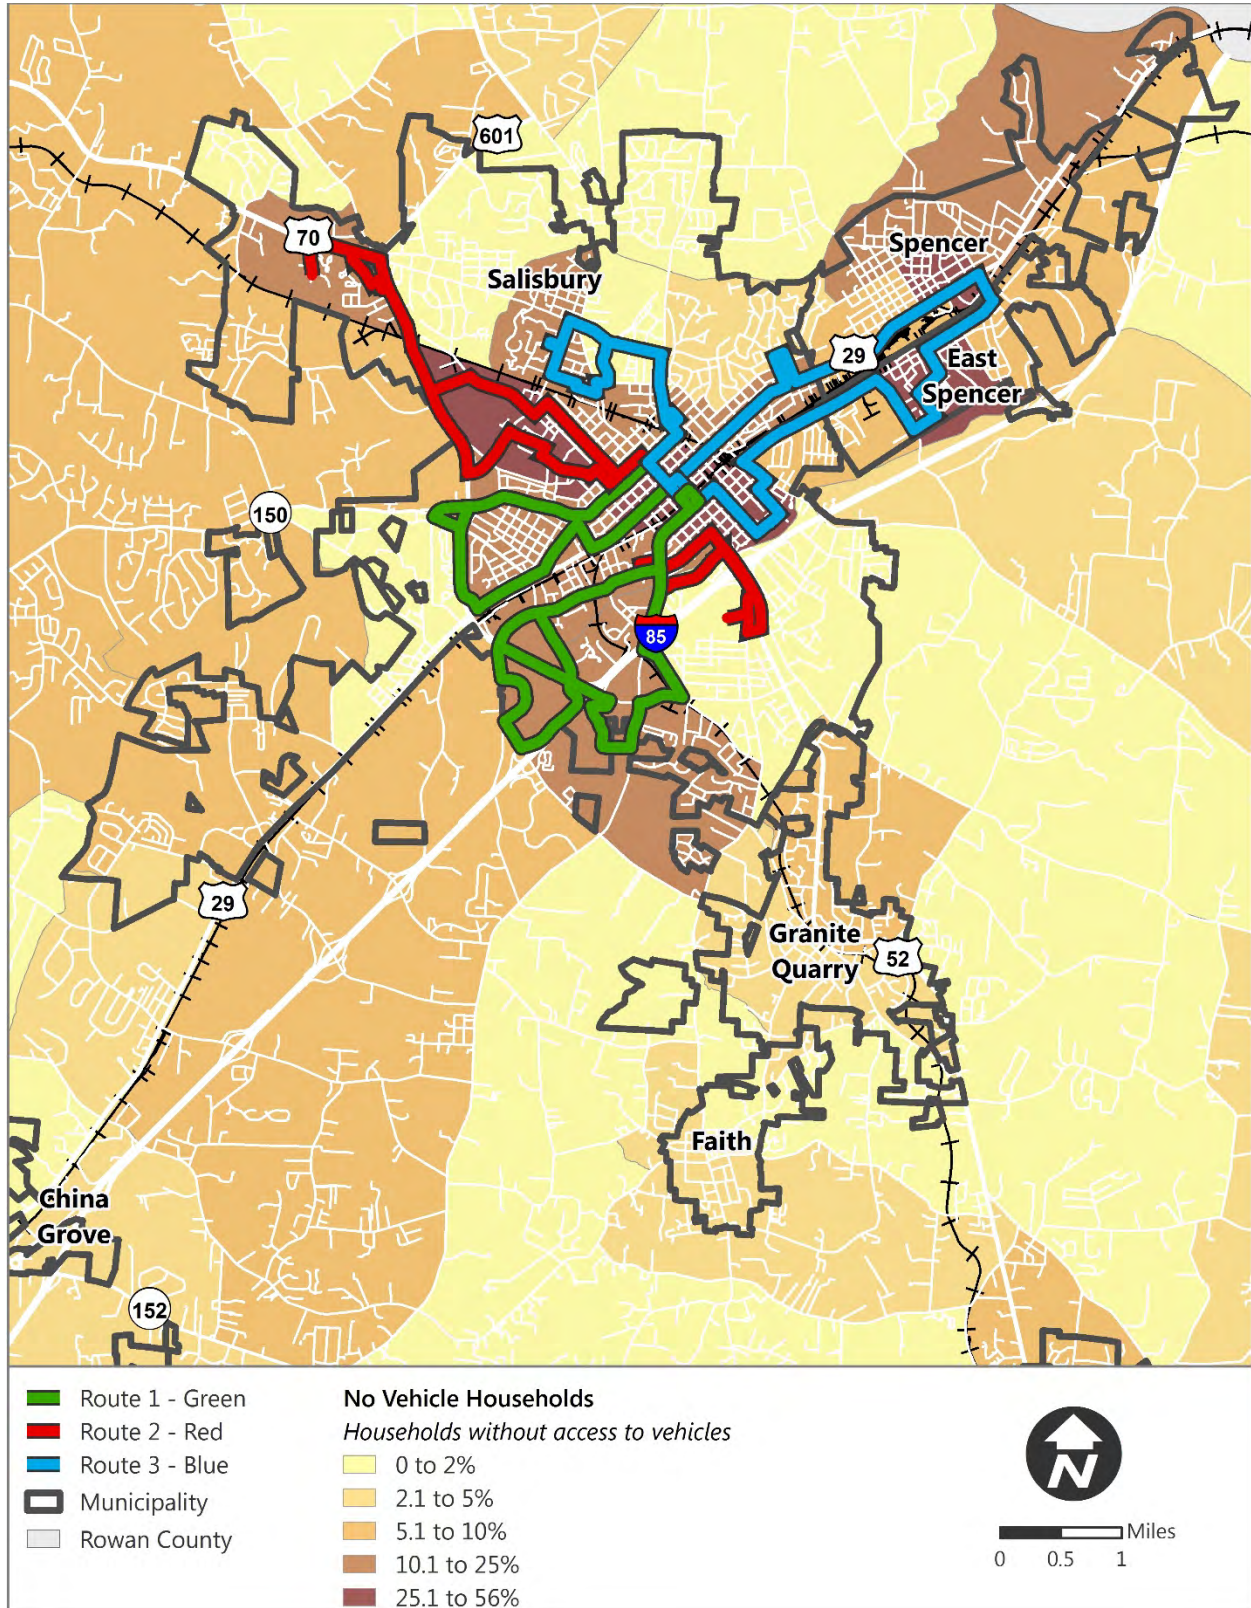 601
70
Spencer
Salisbury
29
East
Spencer
150
85
29
Granite
Quarry
52
Faith
China
Grove
152
Route 1 - Green
Route 2 - Red
Route 3 - Blue
Municipality
Rowan County
No Vehicle Households
Households without access to vehicles
0 to 2%
2.1 to 5%
5.1 to 10%
10.1 to 25%
25.1 to 56%
N
Miles
0 0.5 1